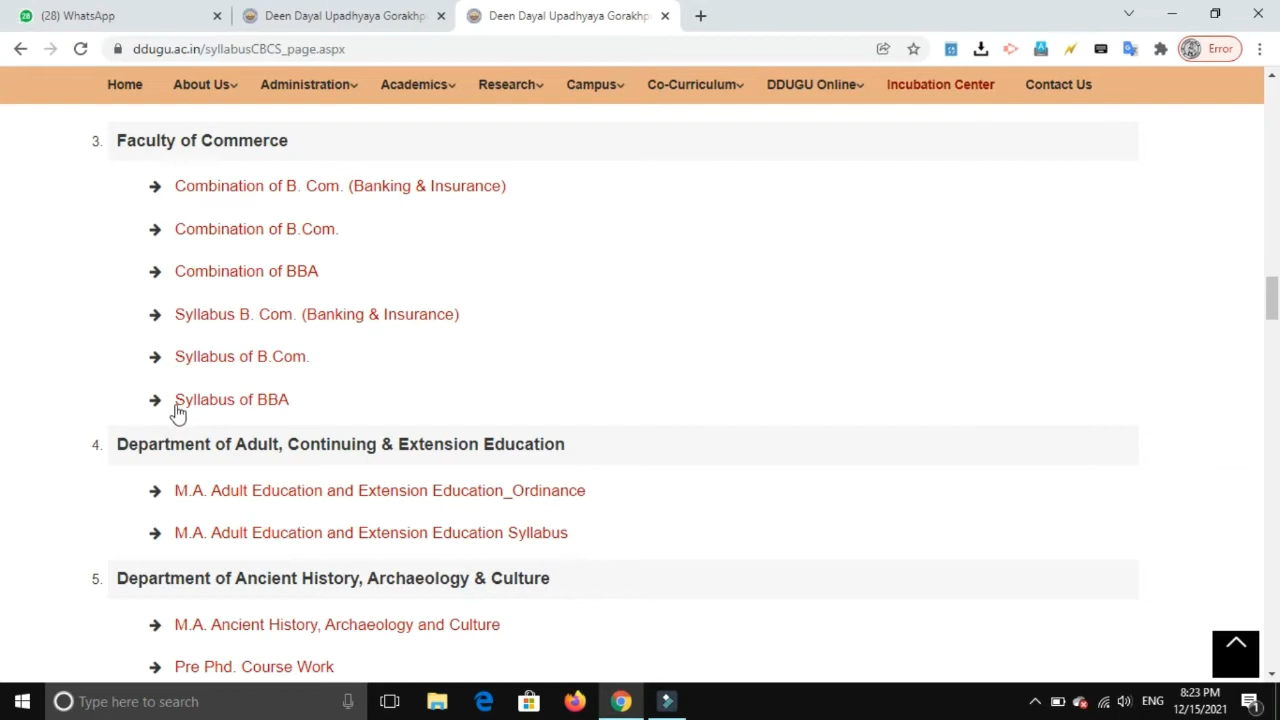 (28) WhatsApp
Deen Dayal Upadhyaya Gorakhp
Deen Dayal Upadhyaya Gorakhp
ddugu.ac.in/syllabusCBCS_page.aspx
Error
Home About Us Administration Academics Research Campus Co-Curriculum DDUGU Online Incubation Center Contact Us
3. Faculty of Commerce
Combination of B. Com. (Banking & Insurance)
Combination of B.Com.
Combination of BBA
Syllabus B. Com. (Banking & Insurance)
Syllabus of B.Com.
Syllabus of BBA
4. Department of Adult, Continuing & Extension Education
M.A. Adult Education and Extension Education_Ordinance
M.A. Adult Education and Extension Education Syllabus
5. Department of Ancient History, Archaeology & Culture
M.A. Ancient History, Archaeology and Culture
Pre Phd. Course Work
Type here to search
ENG
8:23 PM
12/15/2021
1